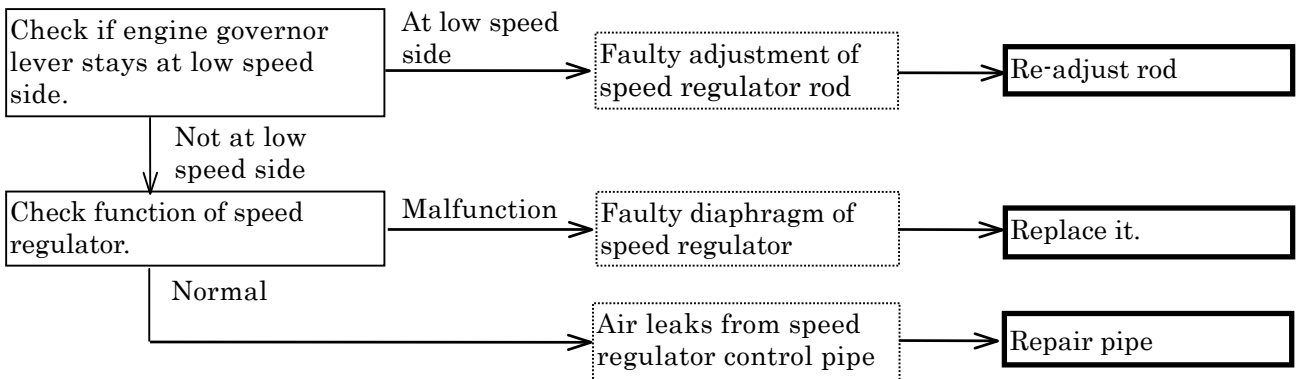 Check if engine governor
lever stays at low speed
side.
At low speed
side
Faulty adjustment of
speed regulator rod
Re-adjust rod
Not at low
speed side
Check function of speed
regulator.
Malfunction
Faulty diaphragm of
speed regulator
Replace it.
Normal
Air leaks from speed
regulator control pipe
Repair pipe